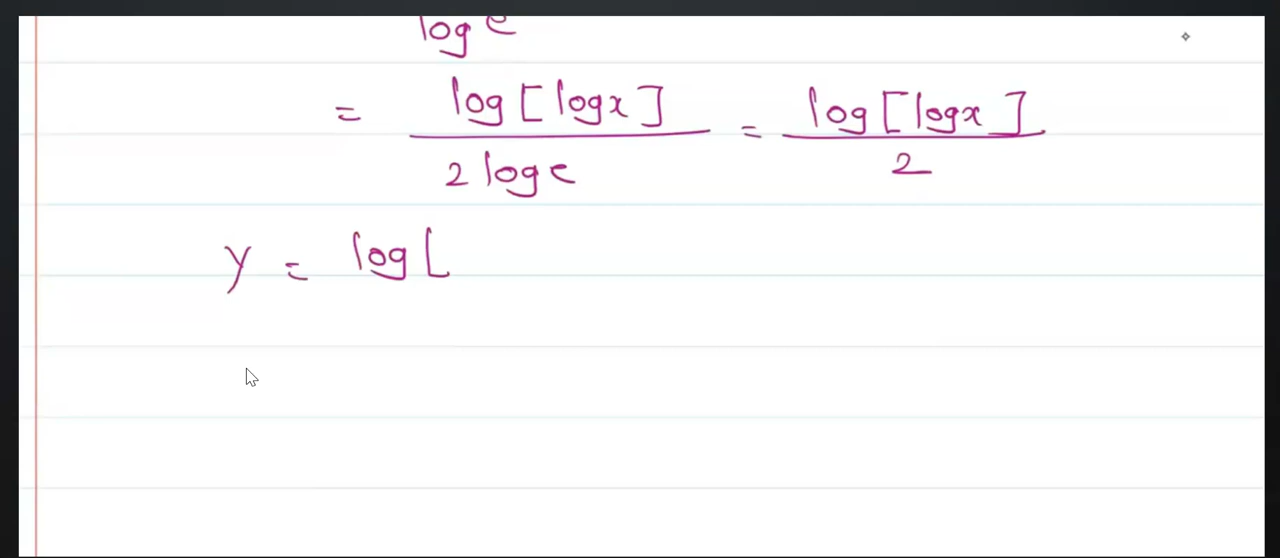 log e
= log [ log x ] / 2 log e = log [ log x ] / 2
y = log [